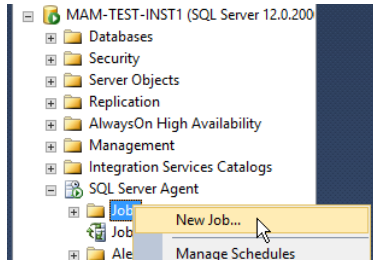 MAM-TEST-INST1 (SQL Server 12.0.200
Databases
Security
Server Objects
Replication
AlwaysOn High Availability
Management
Integration Services Catalogs
SQL Server Agent
Job
New Job...
Job
Ale
Manage Schedules